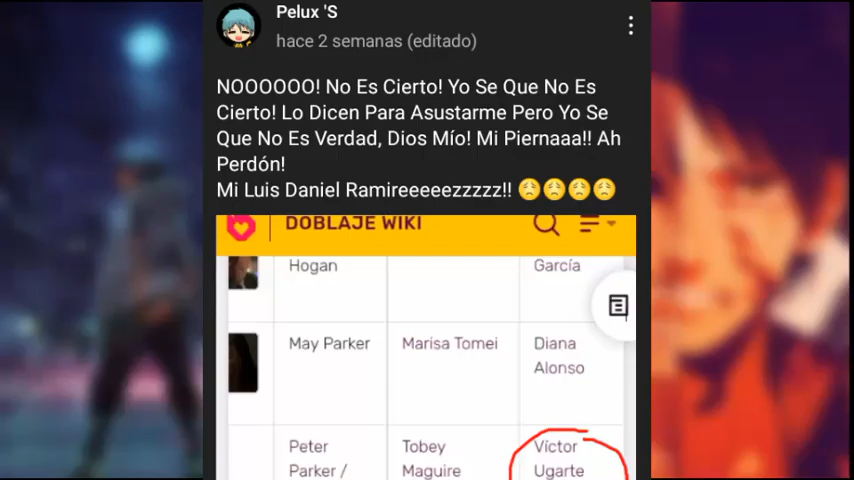 Pelux 'S
hace 2 semanas (editado)
NOOOOOO! No Es Cierto! Yo Se Que No Es
Cierto! Lo Dicen Para Asustarme Pero Yo Se
Que No Es Verdad, Dios Mío! Mi Piernaaa!! Ah
Perdón!
Mi Luis Daniel Ramireeeeezzzzz!! 😟😟😟😟
DOBLAJE WIKI
Hogan García
May Parker Marisa Tomei Diana
Alonso
Peter Tobey Víctor
Parker / Maguire Ugarte